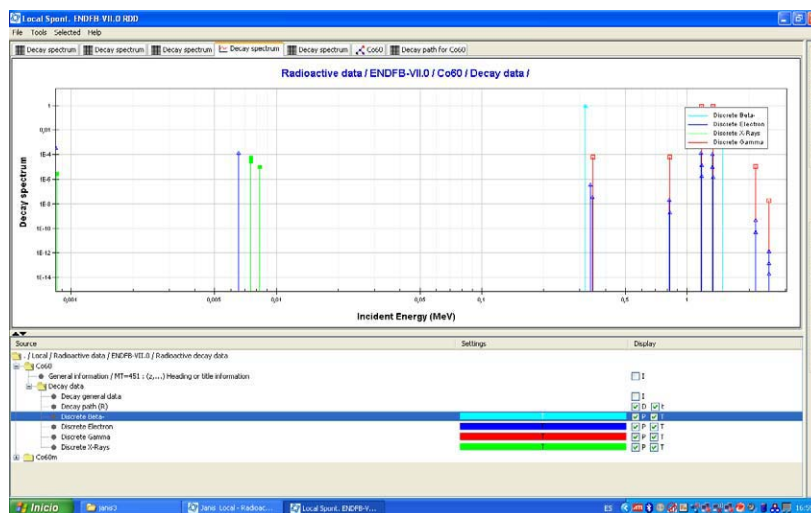 Local Spont. ENDFB-VII.0 RDD
File Tools Selected Help
Decay spectrum Decay spectrum Decay spectrum Decay spectrum Decay spectrum Co60 Decay path for Co60
Radioactive data / ENDFB-VII.0 / Co60 / Decay data /
Decay spectrum
1
0,01
1E-4
1E-6
1E-8
1E-10
1E-12
1E-14
Discrete Beta-
Discrete Electron
Discrete X-Rays
Discrete Gamma
0,005 0,01 0,05 0,1 0,5 1
Incident Energy (MeV)
Source Settings Display
. / Local / Radioactive data / ENDFB-VII.0 / Radioactive decay data
Co60
General information / MT=451 : (z,...) Heading or title information I
Decay data
Decay general data I
Decay path (R) D t
Discrete Beta- P T
Discrete Electron P T
Discrete Gamma P T
Discrete X-Rays P T
Co60m
Inicio janis3 Janis Local - Radioac... Local Spont. ENDFB-V... ES